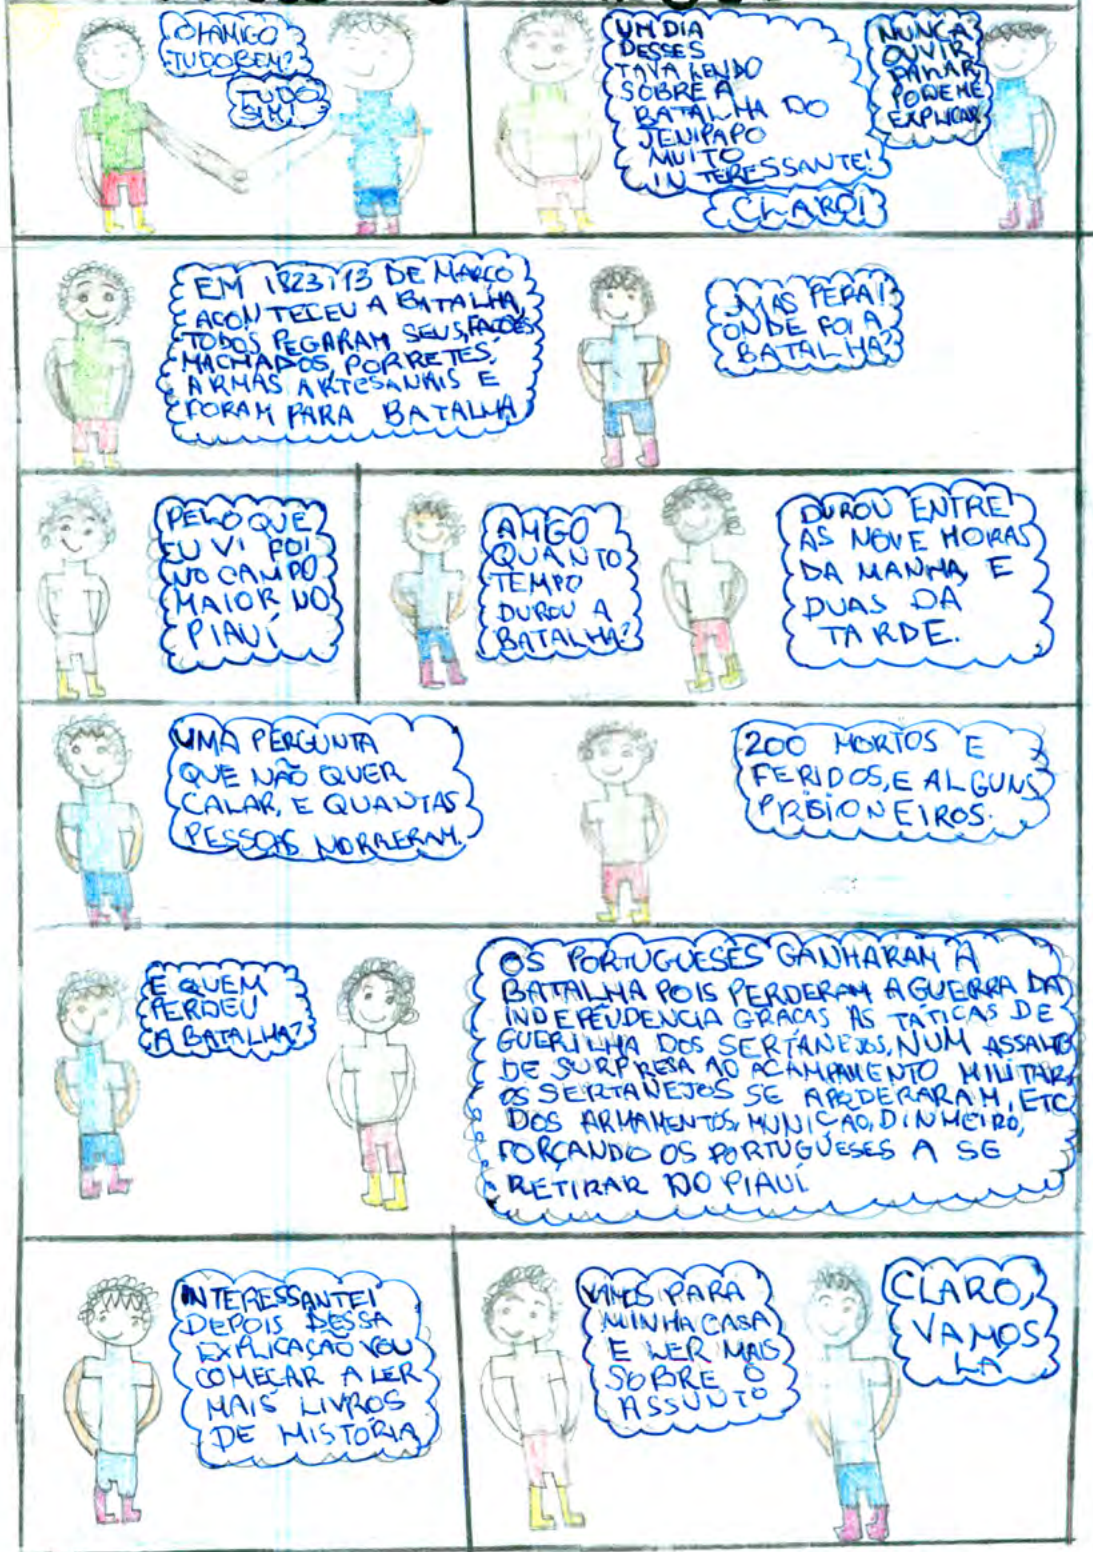 OI AMIGO
TUDO BEM?
TUDO
SIM!
UM DIA
DESSES
TAVA LENDO
SOBRE A
BATALHA DO
JENIPAPO
MUITO
INTERESSANTE!
NUNCA
OUVIR
FALAR
PODE ME
EXPLICAR
CLARO!
EM 1823, 13 DE MARÇO
ACONTECEU A BATALHA,
TODOS PEGARAM SEUS, FACÕES
MACHADOS, PORRETES,
ARMAS ARTESANAIS E
FORAM PARA BATALHA
MAS PERAI!
ONDE FOI A
BATALHA?
PELO QUE
EU VI FOI
NO CAMPO
MAIOR NO
PIAUÍ
AMIGO
QUANTO
TEMPO
DUROU A
BATALHA?
DUROU ENTRE
AS NOVE HORAS
DA MANHA, E
DUAS DA
TARDE.
UMA PERGUNTA
QUE NÃO QUER
CALAR, E QUANTAS
PESSOAS MORRERAM.
200 MORTOS E
FERIDOS, E ALGUNS
PRISIONEIROS.
E QUEM
PERDEU
A BATALHA?
OS PORTUGUESES GANHARAM A
BATALHA POIS PERDERAM A GUERRA DA
INDEPENDENCIA GRAÇAS AS TÁTICAS DE
GUERILHA DOS SERTANEJOS, NUM ASSALTO
DE SURPRESA AO ACAMPAMENTO MILITAR,
OS SERTANEJOS SE APODERARAM, ETC
DOS ARMAMENTOS, MUNIÇAO, DINHEIRO,
FORÇANDO OS PORTUGUESES A SE
RETIRAR DO PIAUÍ.
INTERESSANTE!
DEPOIS DESSA
EXPLICAÇÃO VOU
COMEÇAR A LER
MAIS LIVROS
DE HISTÓRIA
VAMOS PARA
MINHA CASA
E LER MAIS
SOBRE O
ASSUNTO
CLARO,
VAMOS
LÁ